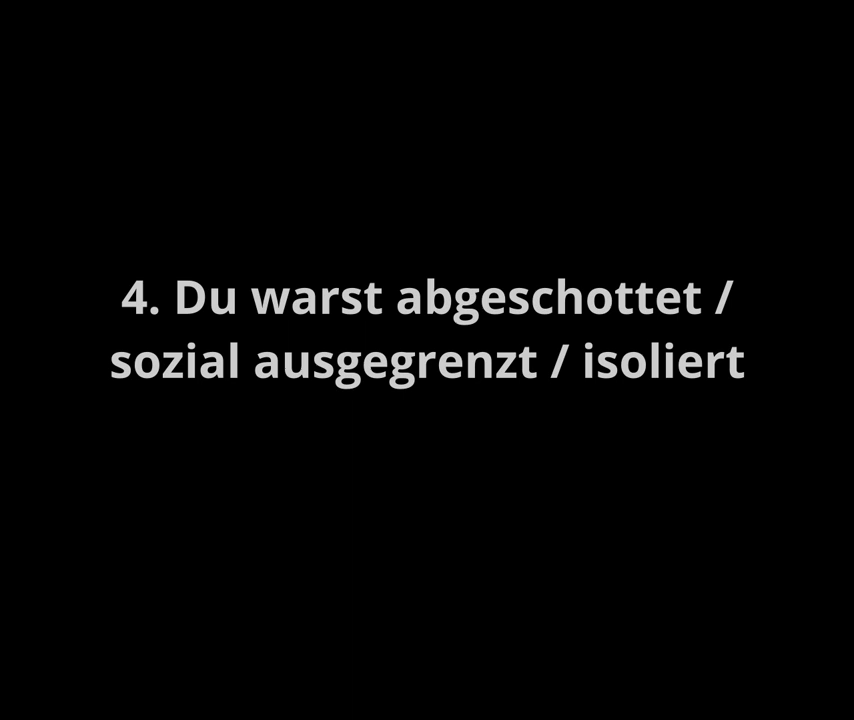 4. Du warst abgeschottet /
sozial ausgegrenzt / isoliert